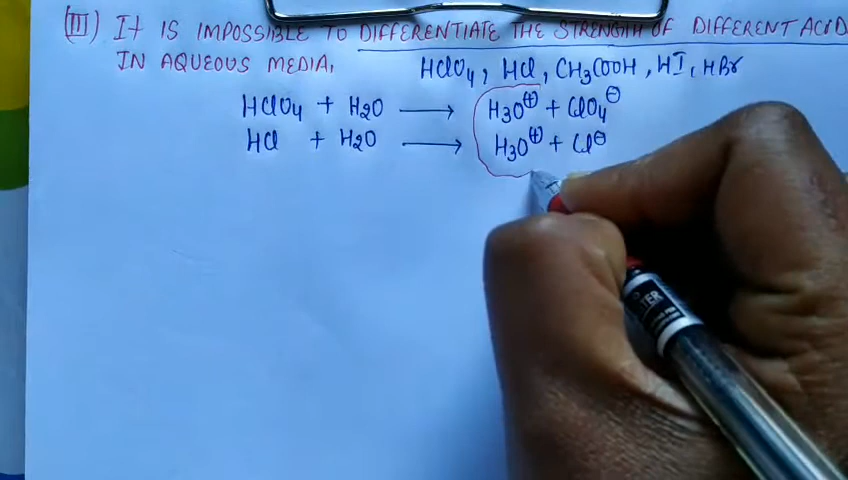 (III) It IS IMPOSSIBLE TO DIFFERENTIATE THE STRENGTH OF DIFFERENT ACID
IN AQUEOUS MEDIA, HClO₄, HCl, CH₃COOH, HI, HBr
HClO₄ + H₂O ⟶ H₃O⊕ + ClO₄⊖
HCl + H₂O ⟶ H₃O⊕ + Cl⊖